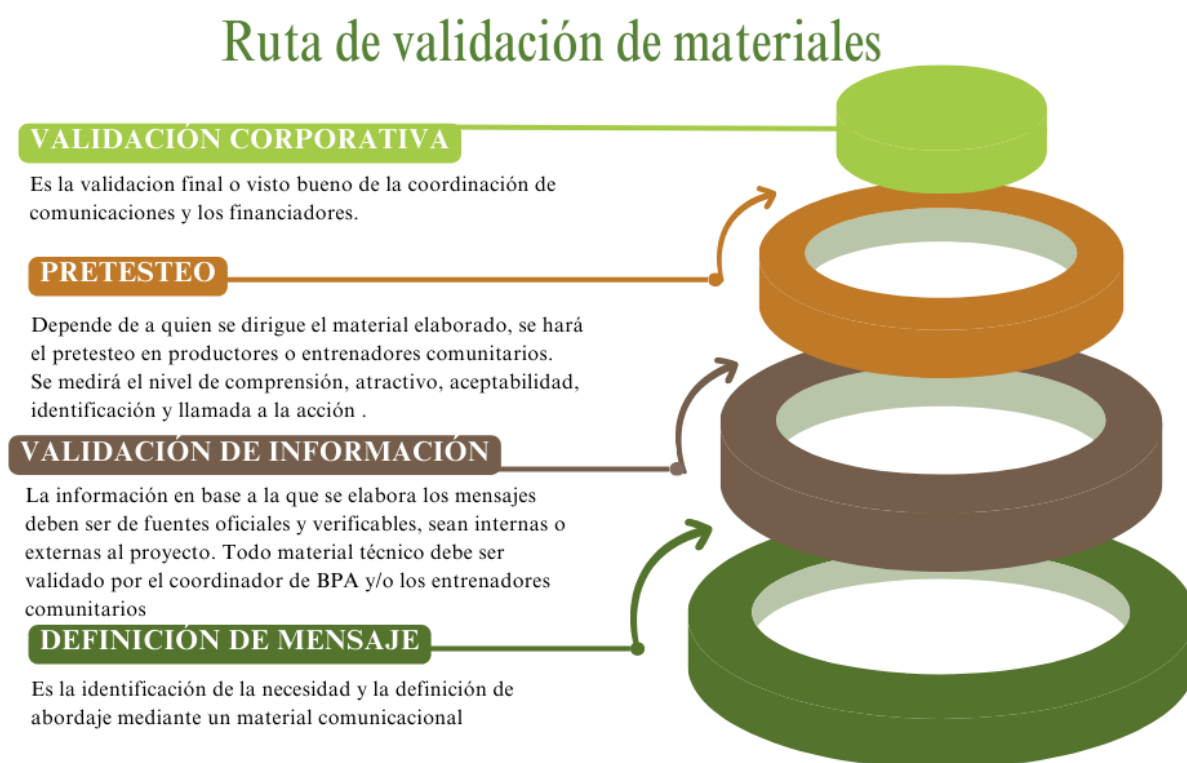 Ruta de validación de materiales
VALIDACIÓN CORPORATIVA
Es la validacion final o visto bueno de la coordinación de
comunicaciones y los financiadores.
PRETESTEO
Depende de a quien se dirigue el material elaborado, se hará
el pretesteo en productores o entrenadores comunitarios.
Se medirá el nivel de comprensión, atractivo, aceptabilidad,
identificación y llamada a la acción .
VALIDACIÓN DE INFORMACIÓN
La información en base a la que se elabora los mensajes
deben ser de fuentes oficiales y verificables, sean internas o
externas al proyecto. Todo material técnico debe ser
validado por el coordinador de BPA y/o los entrenadores
comunitarios
DEFINICIÓN DE MENSAJE
Es la identificación de la necesidad y la definición de
abordaje mediante un material comunicacional